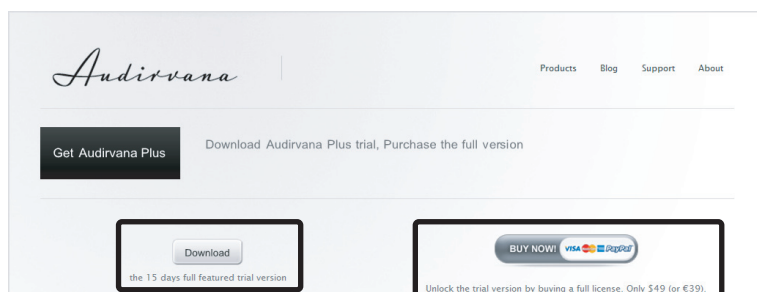 Audirvana
Products Blog Support About
Get Audirvana Plus
Download Audirvana Plus trial, Purchase the full version
Download
the 15 days full featured trial version
BUY NOW! VISA PayPal
Unlock the trial version by buying a full license. Only $49 (or €39).